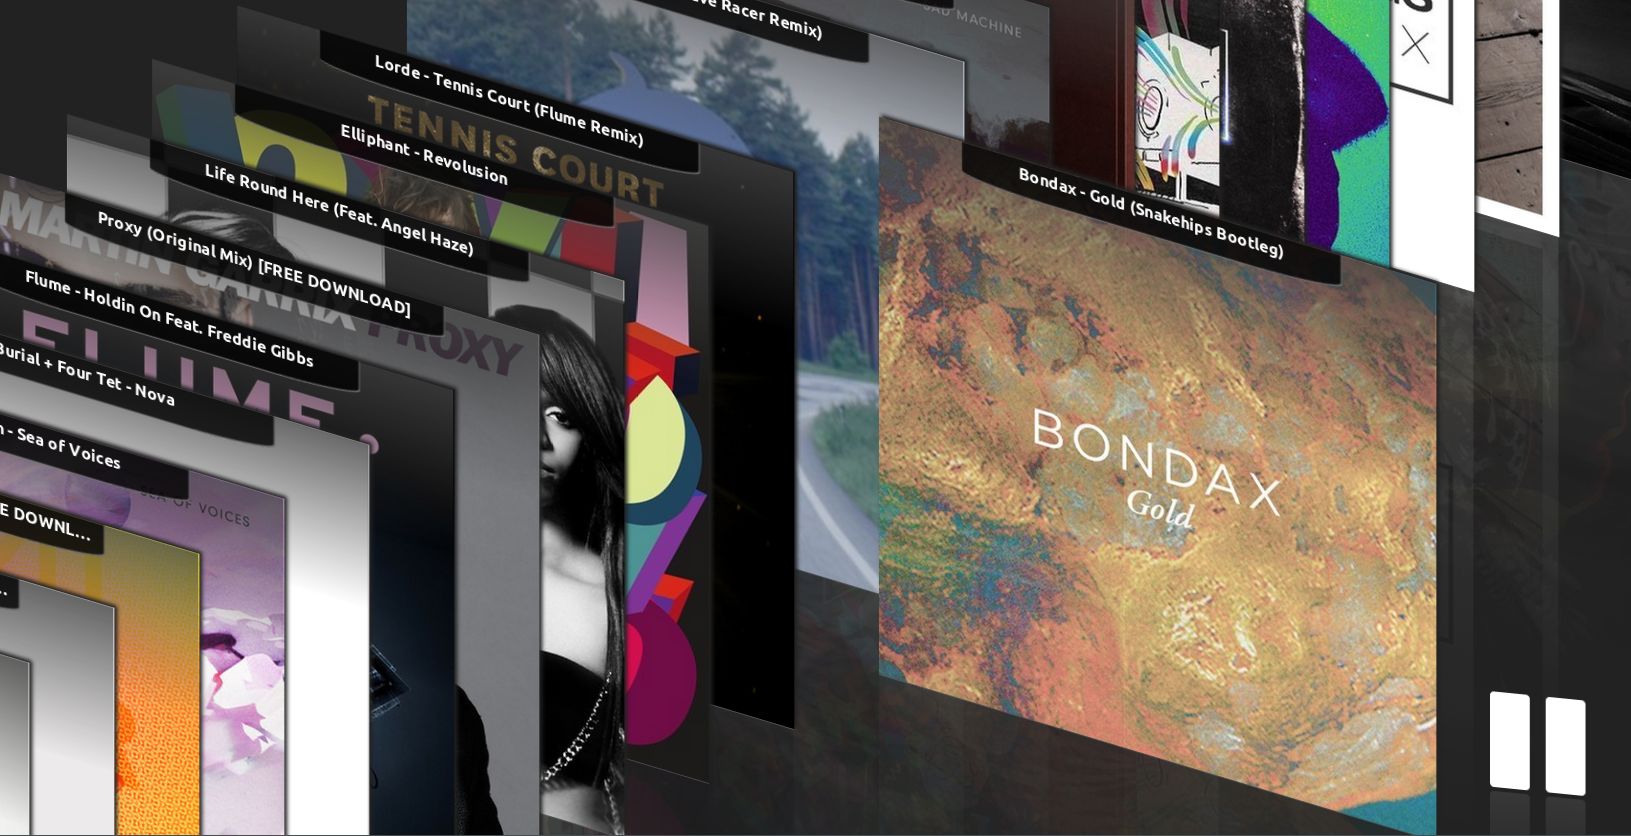 Racer Remix)
AD MACHINE
Lorde - Tennis Court (Flume Remix)
TENNIS COURT
Elliphant - Revolusion
Life Round Here (Feat. Angel Haze)
Proxy (Original Mix) [FREE DOWNLOAD]
MARTIN GARRIX PROXY
Flume - Holdin On Feat. Freddie Gibbs
FLUME.
Burial + Four Tet - Nova
- Sea of Voices
SEA OF VOICES
E DOWNL...
...
Bondax - Gold (Snakehips Bootleg)
BONDAX
Gold
X